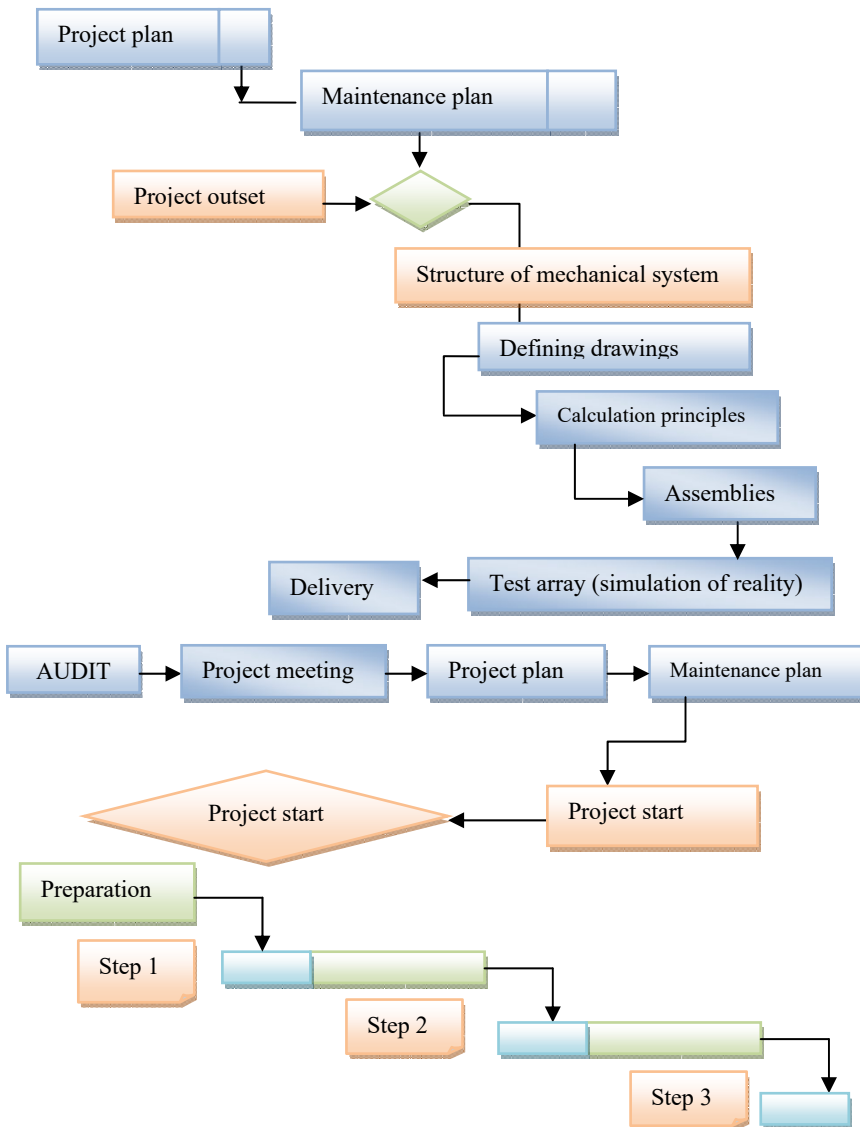 Project plan
Maintenance plan
Project outset
Structure of mechanical system
Defining drawings
Calculation principles
Assemblies
Delivery
Test array (simulation of reality)
AUDIT
Project meeting
Project plan
Maintenance plan
Project start
Project start
Preparation
Step 1
Step 2
Step 3